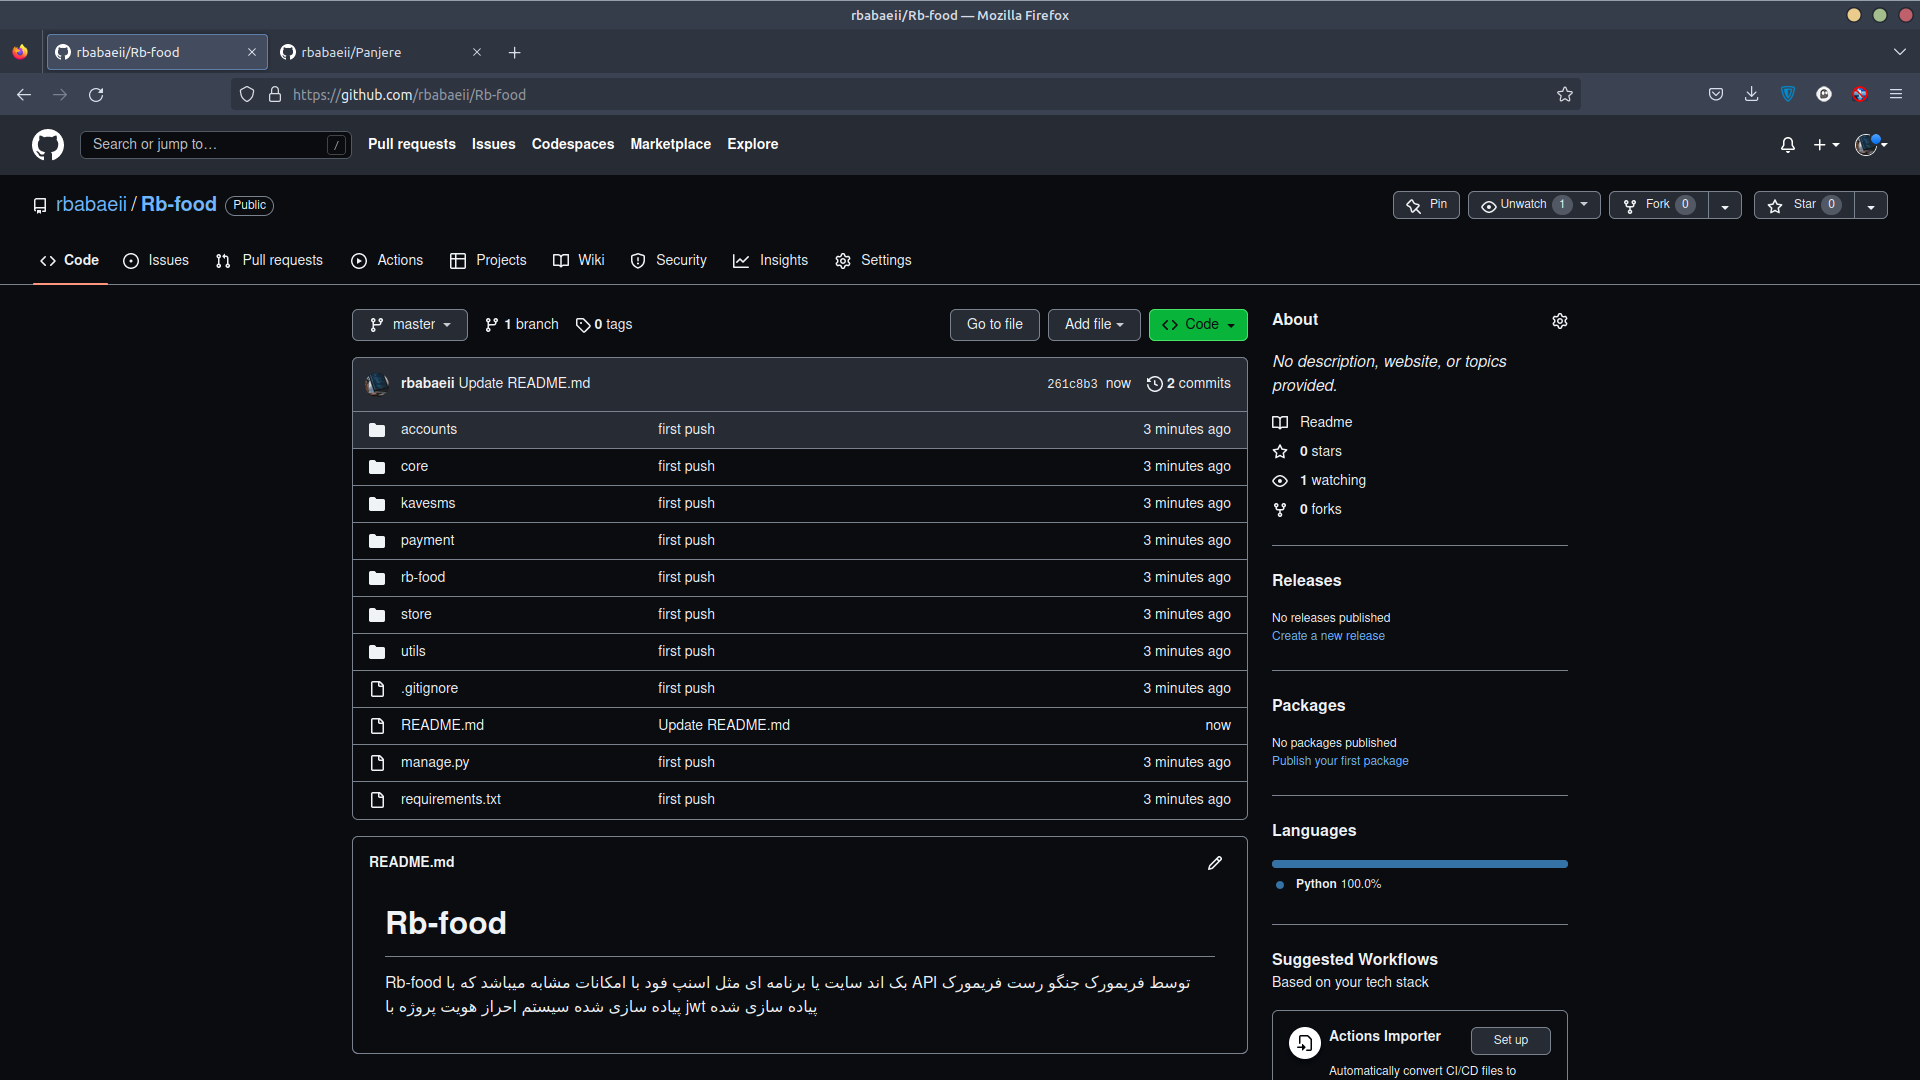 rbabaeii/Rb-food — Mozilla Firefox
rbabaeii/Rb-food
rbabaeii/Panjere
https://github.com/rbabaeii/Rb-food
Search or jump to…
/
Pull requests
Issues
Codespaces
Marketplace
Explore
rbabaeii / Rb-food Public
Pin
Unwatch 1
Fork 0
Star 0
Code
Issues
Pull requests
Actions
Projects
Wiki
Security
Insights
Settings
master
1 branch
0 tags
Go to file
Add file
Code
rbabaeii Update README.md 261c8b3 now 2 commits
accounts first push 3 minutes ago
core first push 3 minutes ago
kavesms first push 3 minutes ago
payment first push 3 minutes ago
rb-food first push 3 minutes ago
store first push 3 minutes ago
utils first push 3 minutes ago
.gitignore first push 3 minutes ago
README.md Update README.md now
manage.py first push 3 minutes ago
requirements.txt first push 3 minutes ago
README.md
Rb-food
Rb-food بک اند سایت یا برنامه ای مثل اسنپ فود با امکانات مشابه میباشد که با API توسط فریمورک جنگو رست فریمورک
پیاده سازی شده سیستم احراز هویت پروژه با jwt پیاده سازی شده
About
No description, website, or topics
provided.
Readme
0 stars
1 watching
0 forks
Releases
No releases published
Create a new release
Packages
No packages published
Publish your first package
Languages
Python 100.0%
Suggested Workflows
Based on your tech stack
Actions Importer
Set up
Automatically convert CI/CD files to